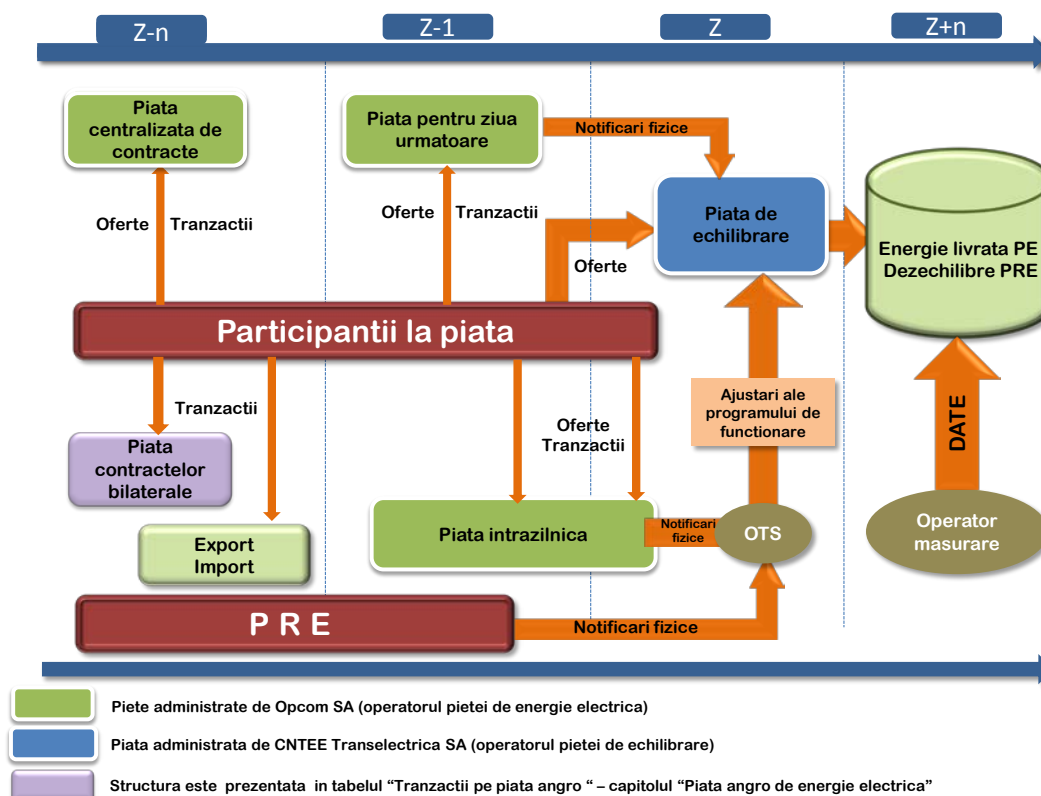 Z-n
Z-1
Z
Z+n
Piata
centralizata de
contracte
Piata pentru ziua
urmatoare
Notificari fizice
Piata de
echilibrare
Energie livrata PE
Dezechilibre PRE
Oferte
Tranzactii
Oferte
Tranzactii
Oferte
Participantii la piata
Tranzactii
Piata
contractelor
bilaterale
Oferte
Tranzactii
Ajustari ale
programului de
functionare
DATE
Export
Import
Piata intrazilnica
Notificari
fizice
OTS
Operator
masurare
P R E
Notificari fizice
Piete administrate de Opcom SA (operatorul pietei de energie electrica)
Piata administrata de CNTEE Transelectrica SA (operatorul pietei de echilibrare)
Structura este prezentata in tabelul “Tranzactii pe piata angro “ – capitolul “Piata angro de energie electrica”